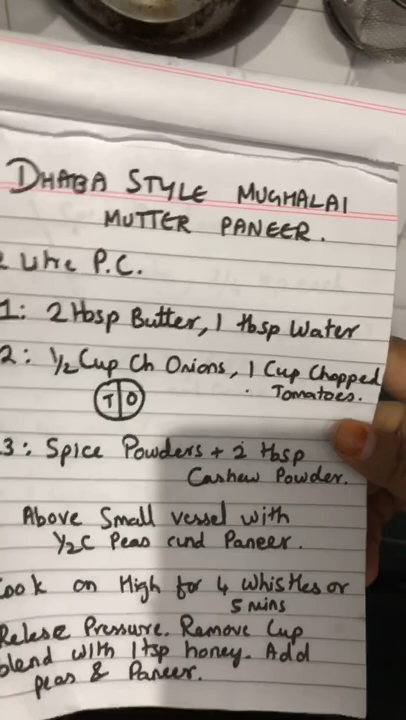 DHABA STYLE MUGHALAI
MUTTER PANEER.
2 Litre P.C.
1: 2 tbsp Butter, 1 tbsp Water
2: ½ Cup Ch Onions, 1 Cup Chopped
Tomatoes.
T O
3: Spice Powders + 2 tbsp
Cashew Powder.
Above Small vessel with
½C Peas and Paneer.
Cook on High for 4 whistles or
5 mins
Relese Pressure. Remove Cup
blend with 1 tsp honey. Add
peas & Paneer.